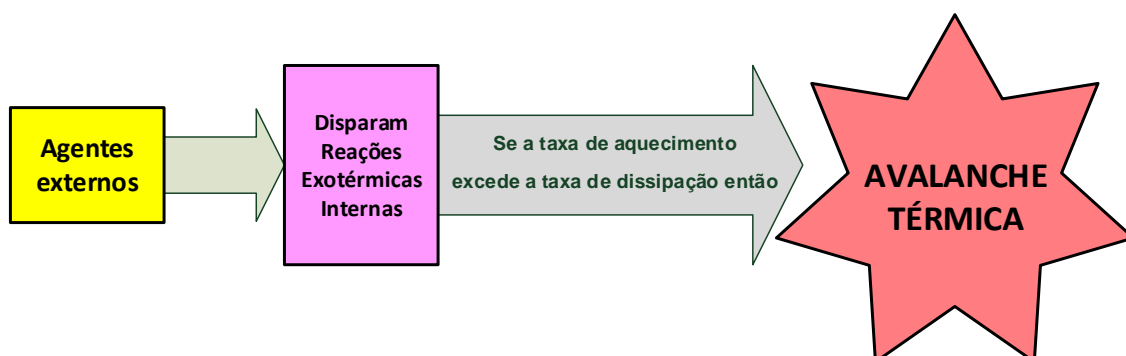 Agentes
externos
Disparam
Reações
Exotérmicas
Internas
Se a taxa de aquecimento
excede a taxa de dissipação então
AVALANCHE
TÉRMICA